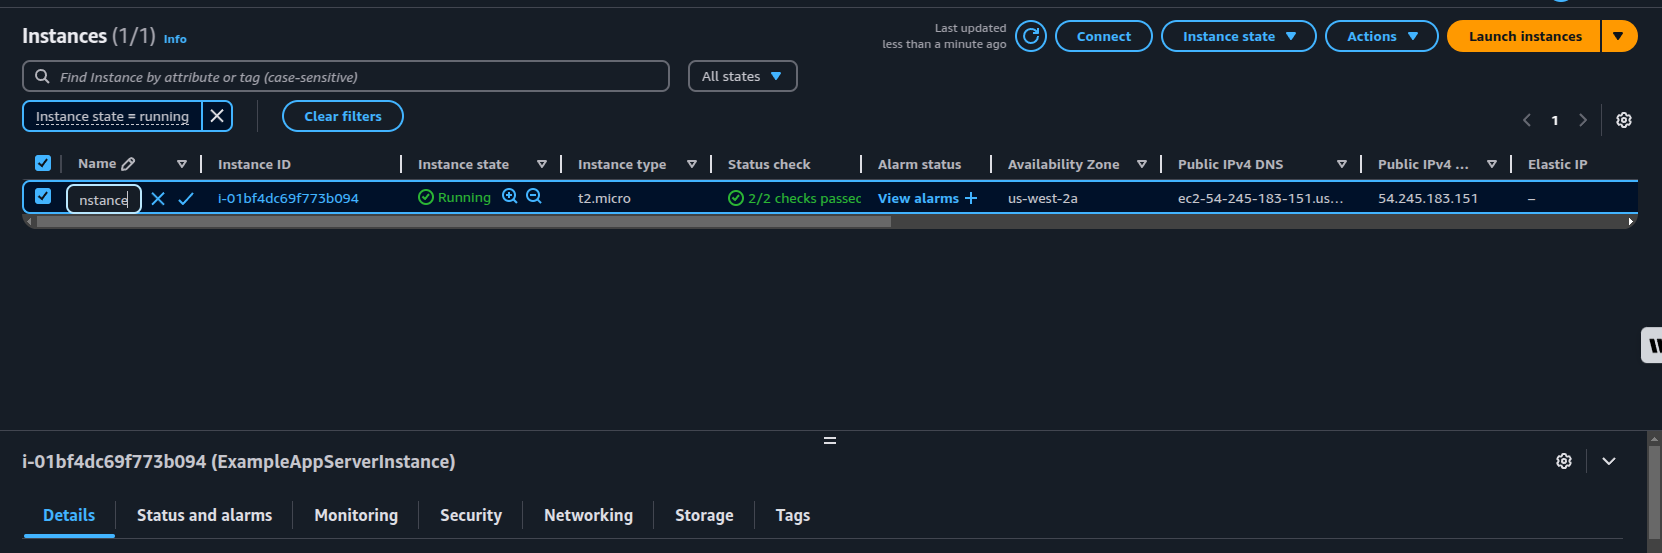 Instances (1/1) Info
Last updated
less than a minute ago
Connect
Instance state
Actions
Launch instances
Find Instance by attribute or tag (case-sensitive)
All states
Instance state = running
Clear filters
1
Name Instance ID Instance state Instance type Status check Alarm status Availability Zone Public IPv4 DNS Public IPv4 ... Elastic IP
nstance i-01bf4dc69f773b094 Running t2.micro 2/2 checks passec View alarms + us-west-2a ec2-54-245-183-151.us... 54.245.183.151 –
i-01bf4dc69f773b094 (ExampleAppServerInstance)
Details Status and alarms Monitoring Security Networking Storage Tags